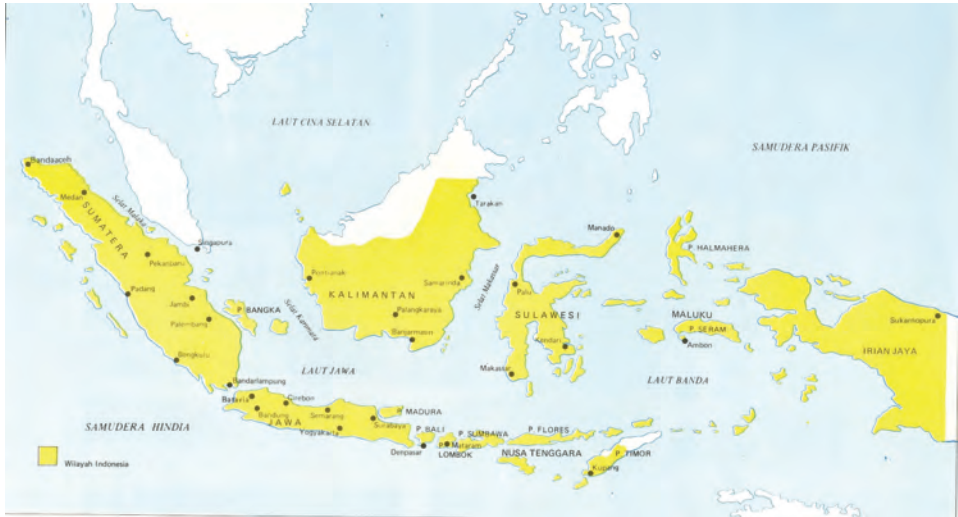 LAUT CINA SELATAN
SAMUDERA PASIFIK
Bandaaceh
Medan
Selat Malaka
SUMATERA
Singapura
Pekanbaru
Padang
Jambi
Palembang
Bengkulu
P. BANGKA
Selat Karimata
Bandarlampung
Tarakan
Pontianak
Samarinda
KALIMANTAN
Palangkaraya
Banjarmasin
Selat Makassar
Manado
Palu
SULAWESI
Kendari
Makassar
P. HALMAHERA
MALUKU
P. SERAM
Ambon
Sukarnopura
IRIAN JAYA
LAUT JAWA
LAUT BANDA
Batavia
Cirebon
Bandung
Semarang
JAWA
Yogyakarta
Surabaya
MADURA
P. BALI
Denpasar
P. Mataram
LOMBOK
P. SUMBAWA
P. FLORES
NUSA TENGGARA
P. TIMOR
Kupang
SAMUDERA HINDIA
Wilayah Indonesia